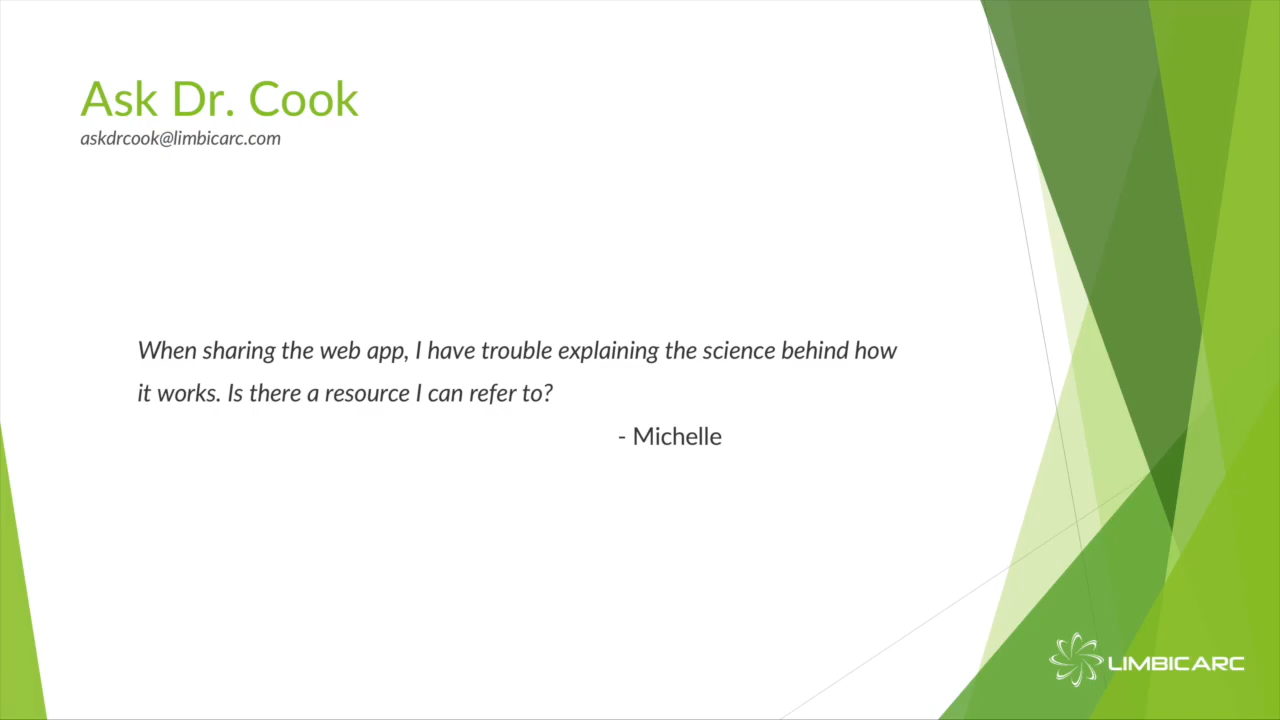 Ask Dr. Cook
askdrcook@limbicarc.com
When sharing the web app, I have trouble explaining the science behind how
it works. Is there a resource I can refer to?
- Michelle
LIMBICARC